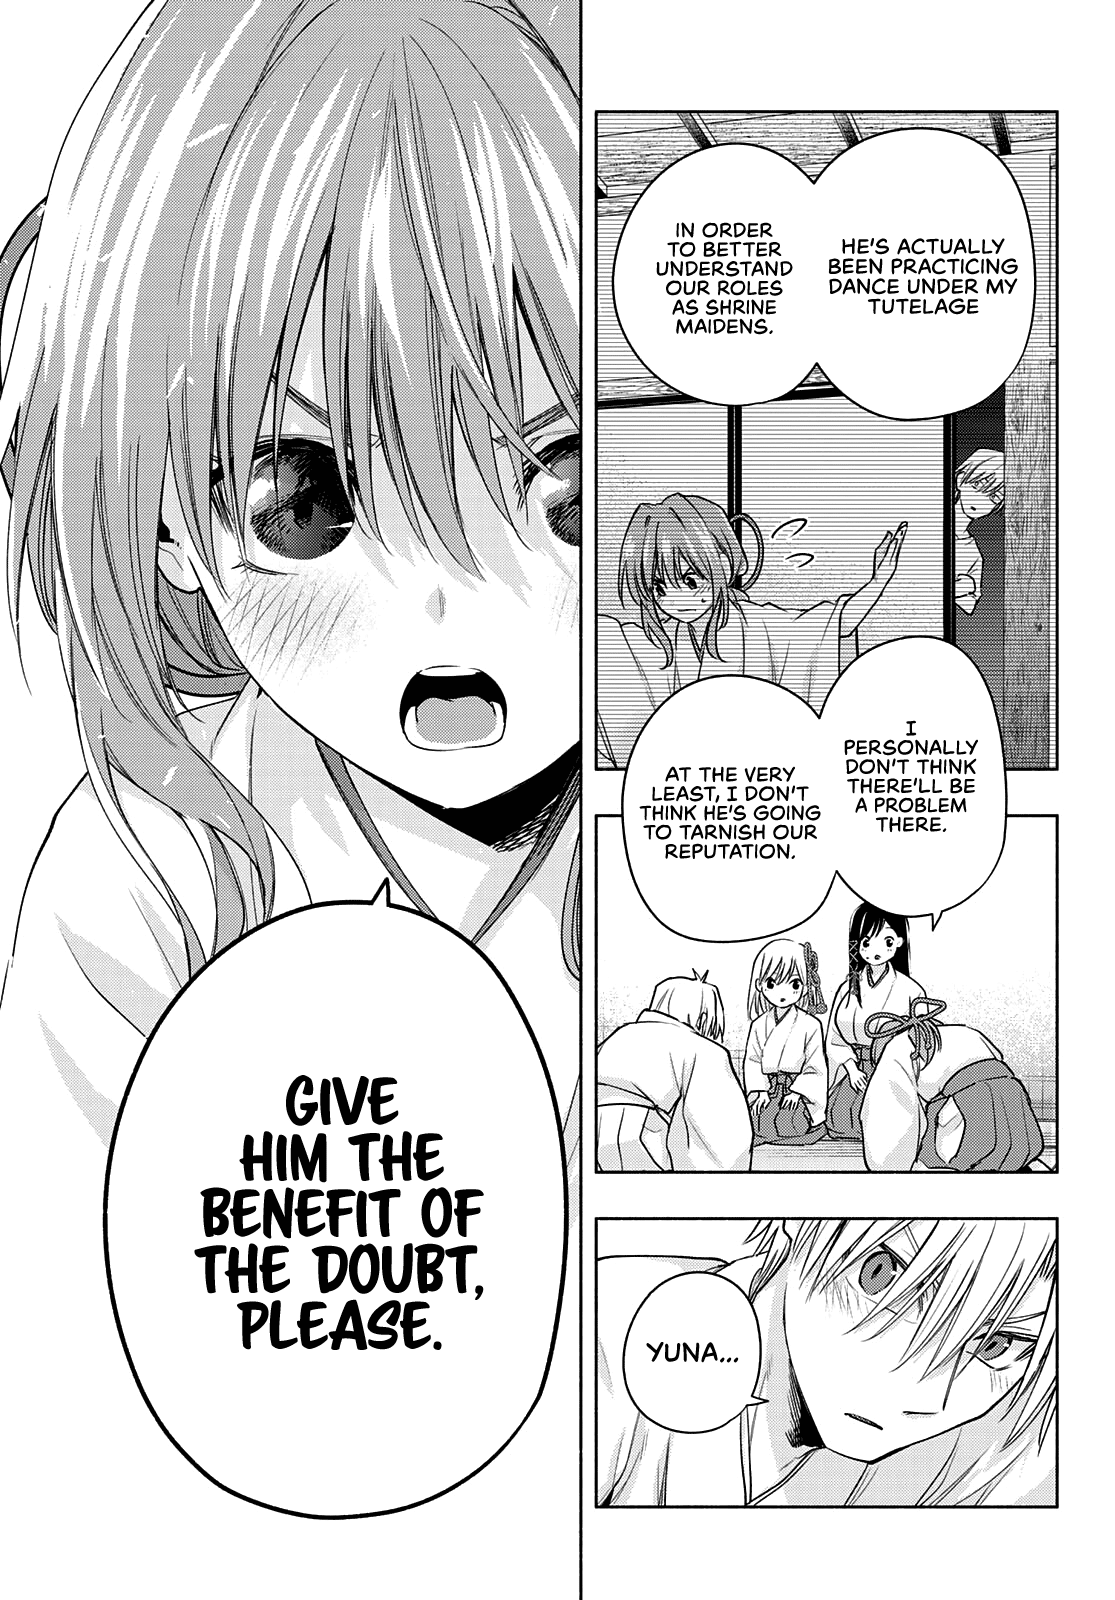 HE'S ACTUALLY
BEEN PRACTICING
DANCE UNDER MY
TUTELAGE
IN ORDER
TO BETTER
UNDERSTAND
OUR ROLES
AS SHRINE
MAIDENS.
I
PERSONALLY
DON'T THINK
THERE'LL BE
A PROBLEM
THERE.
AT THE VERY
LEAST, I DON'T
THINK HE'S GOING
TO TARNISH OUR
REPUTATION.
YUNA...
GIVE
HIM THE
BENEFIT OF
THE DOUBT,
PLEASE.